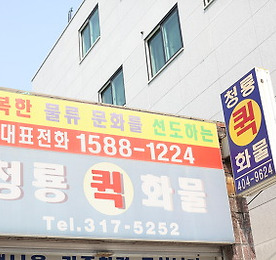 복한 물류 문화를 선도하는
대표전화 1588-1224
청룡 퀵 화물
Tel.317-5252
청룡
퀵
화물
404-9624